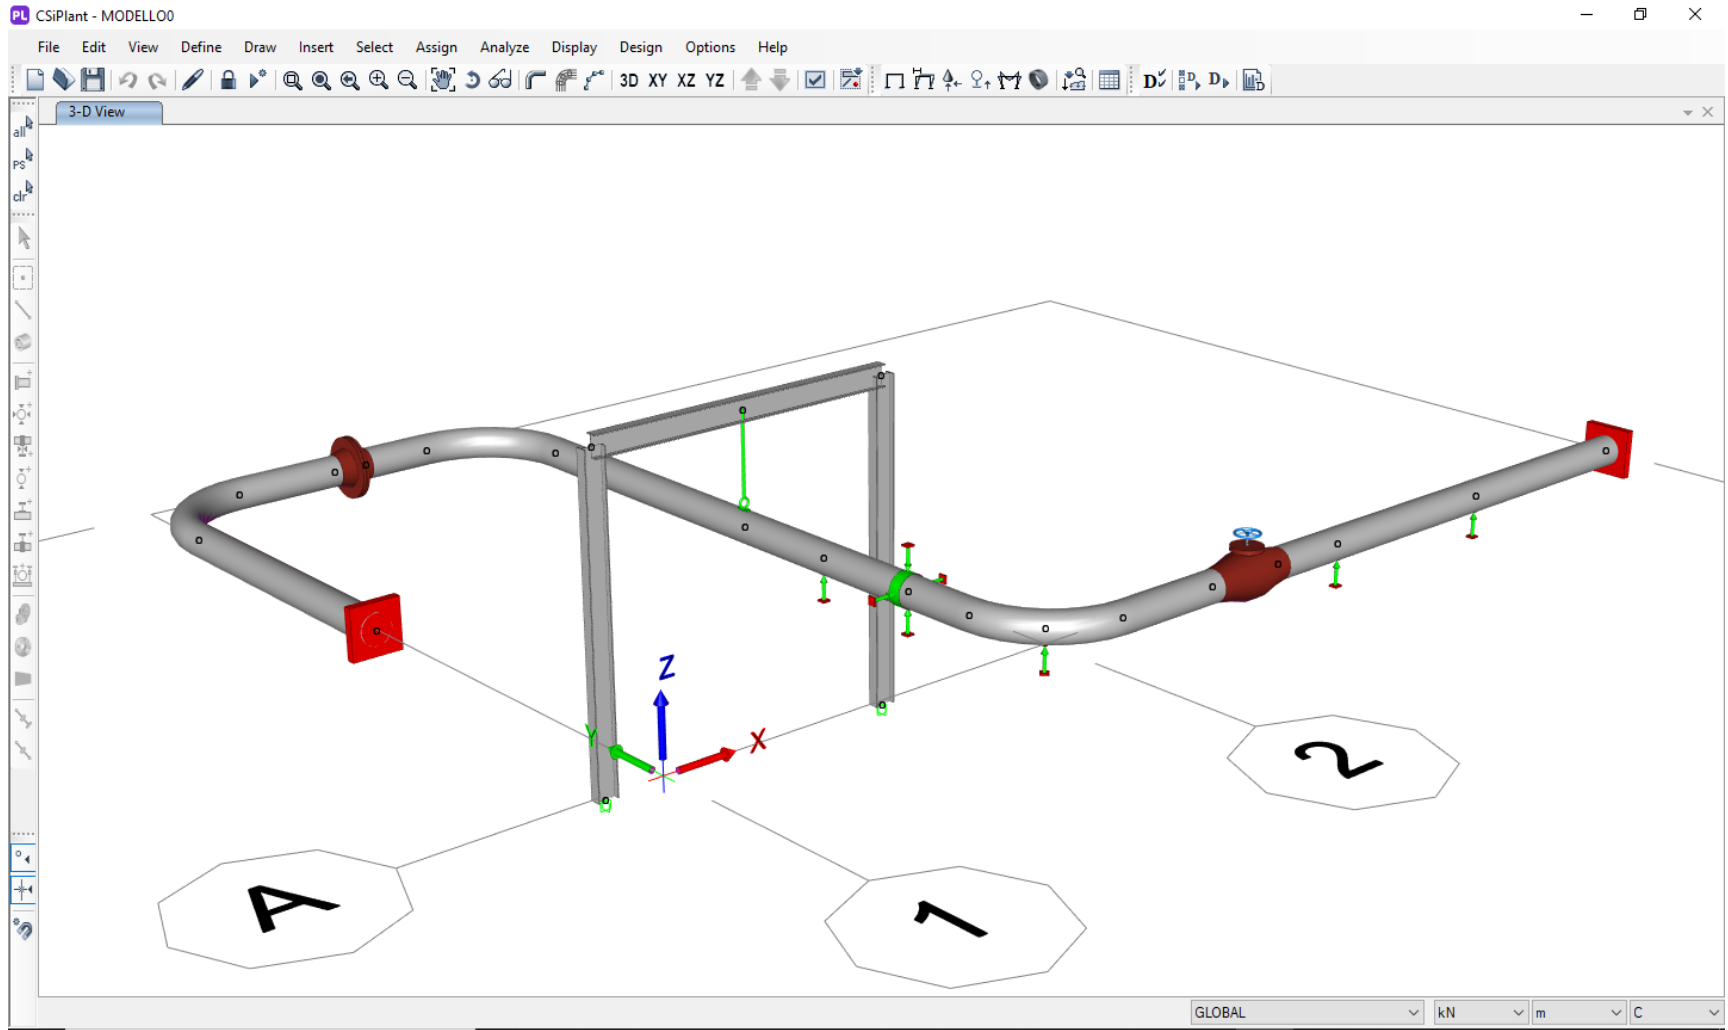 PL CSiPlant - MODELLO0
File Edit View Define Draw Insert Select Assign Analyze Display Design Options Help
3D XY XZ YZ D D D
3-D View
all
PS
clr
Z
Y
X
2
A
1
GLOBAL kN m C